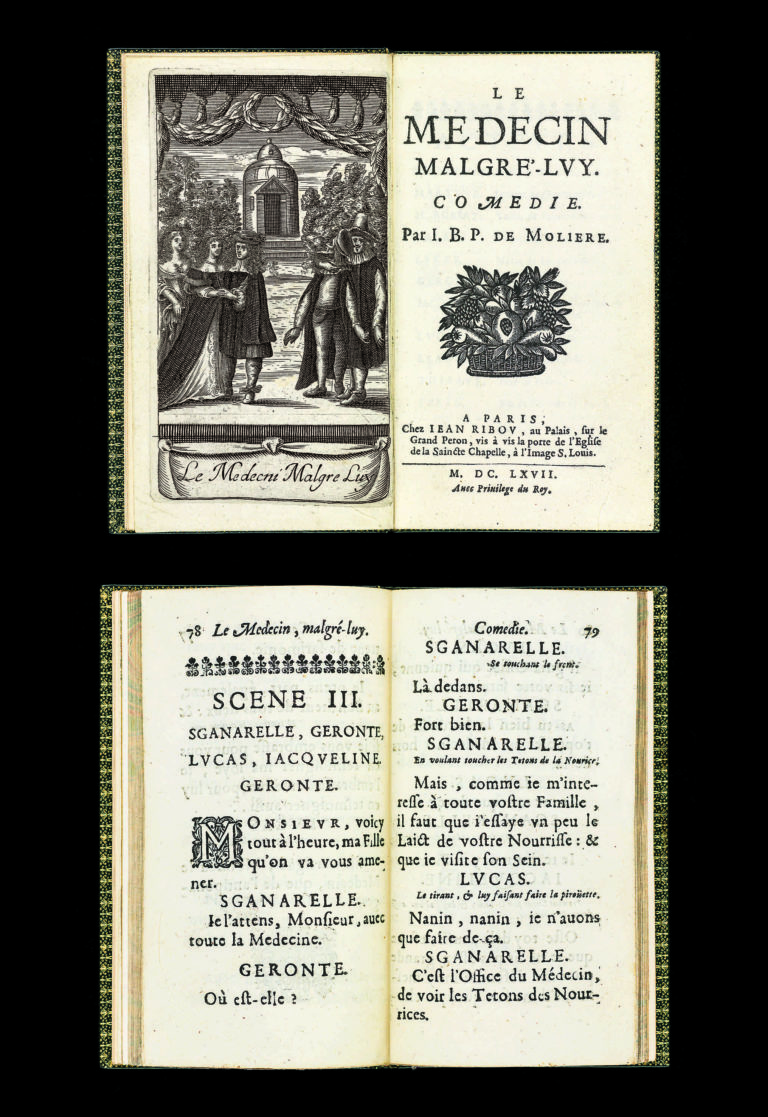 Le Medecni Malgre Luy
LE
MEDECIN
MALGRE'-LVY.
COMEDIE.
Par I. B. P. DE MOLIERE.
A PARIS,
Chez IEAN RIBOV, au Palais, ſur le
Grand Peron, vis à vis la porte de l'Egliſe
de la Saincte Chapelle, à l'Image S. Louis.
M. DC. LXVII.
Auec Priuilege du Roy.
78 Le Medecin, malgré-luy.
SCENE III.
SGANARELLE, GERONTE,
LVCAS, IACQVELINE.
GERONTE.
MONSIEVR, voicy
tout à l'heure, ma Fille
qu'on va vous ame-
ner.
SGANARELLE.
Ie l'attens, Monſieur, auec
toute la Medecine.
GERONTE.
Où eſt-elle ?
Comedie. 79
SGANARELLE.
Se touchant le front.
Là dedans.
GERONTE.
Fort bien.
SGANARELLE.
En voulant toucher les Tetons de la Nourice.
Mais, comme ie m'inte-
reſſe à toute voſtre Famille,
il faut que i'eſſaye vn peu le
Laict de voſtre Nourriſſe : &
que ie viſite ſon Sein.
LVCAS.
Le tirant, & luy faiſant faire la piroüette.
Nanin, nanin, ie n'auons
que faire de ça.
SGANARELLE.
C'eſt l'Office du Médecin,
de voir les Tetons des Nour-
rices.